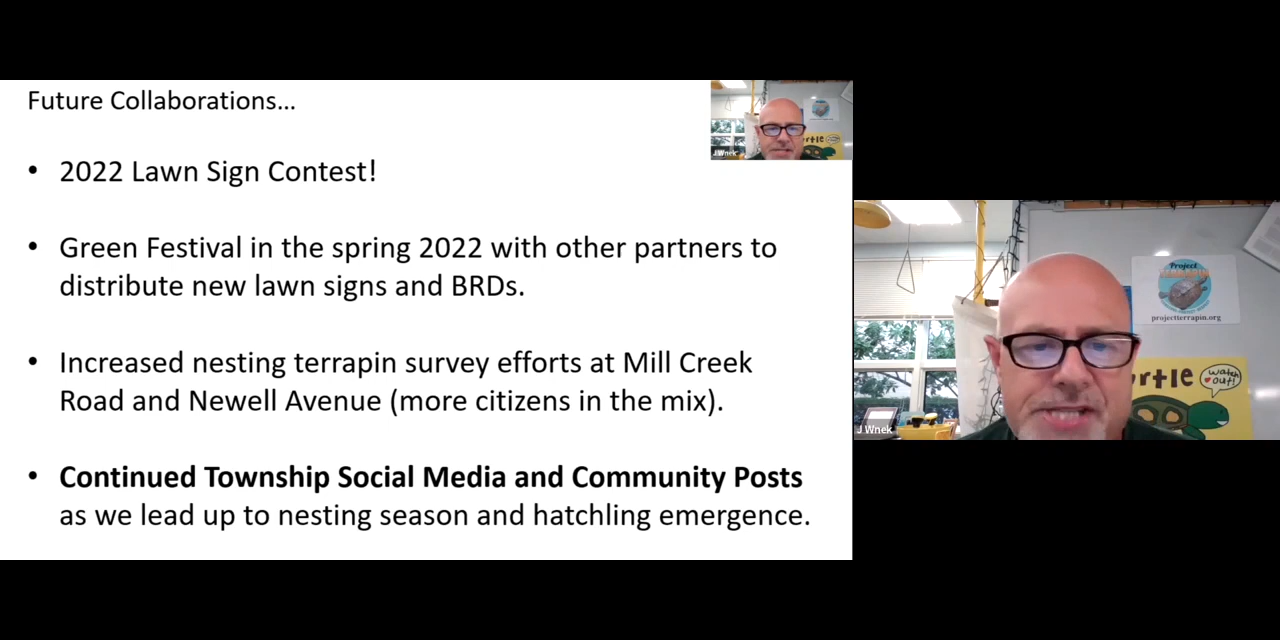 Future Collaborations...
• 2022 Lawn Sign Contest!
• Green Festival in the spring 2022 with other partners to
distribute new lawn signs and BRDs.
• Increased nesting terrapin survey efforts at Mill Creek
Road and Newell Avenue (more citizens in the mix).
• Continued Township Social Media and Community Posts
as we lead up to nesting season and hatchling emergence.
J Wnek
Project
projectterrapin.org
watch
out!
J Wnek